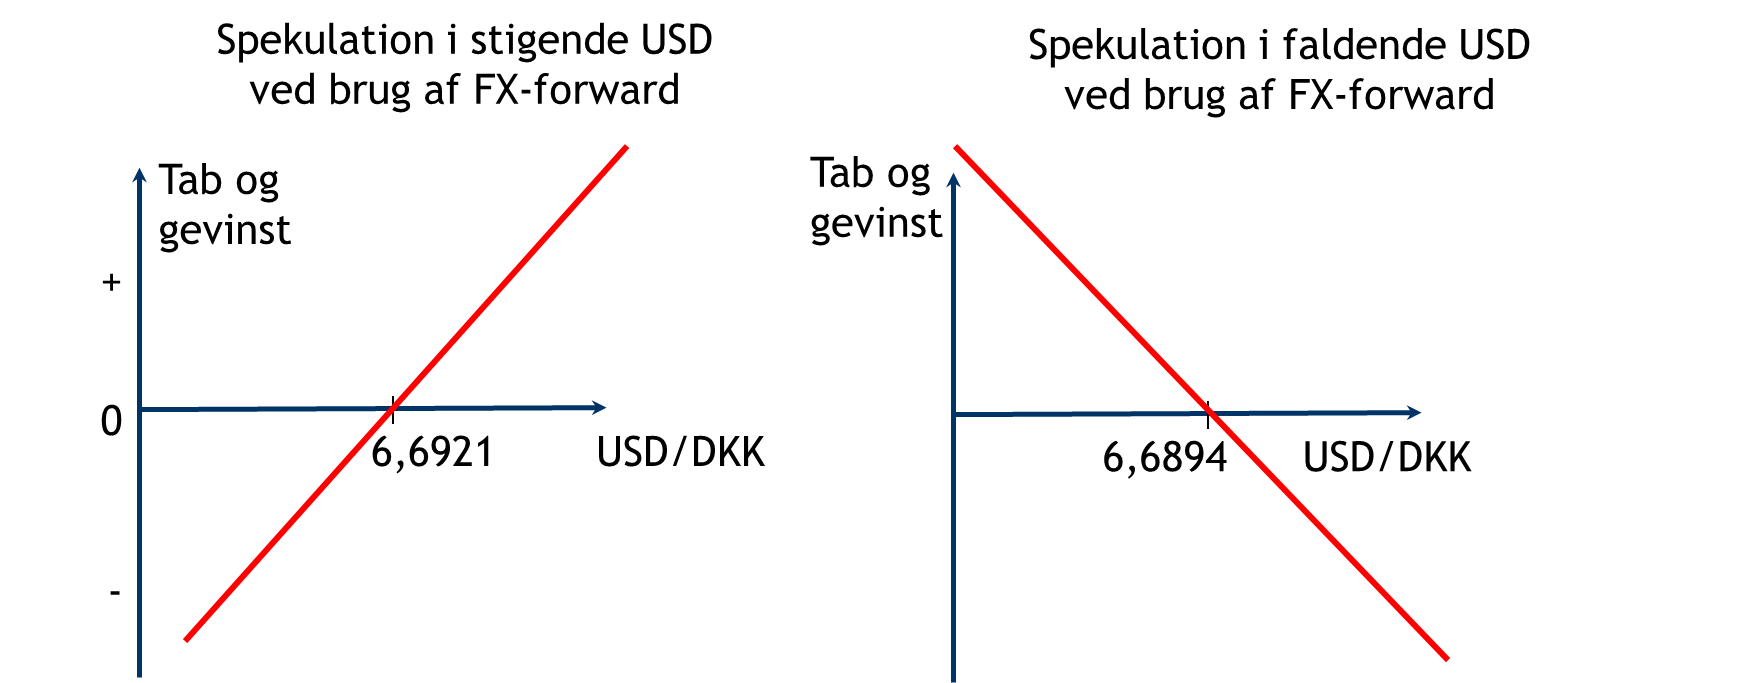 Spekulation i stigende USD
ved brug af FX-forward
Tab og
gevinst
+
0
-
6,6921
USD/DKK
Spekulation i faldende USD
ved brug af FX-forward
Tab og
gevinst
6,6894
USD/DKK